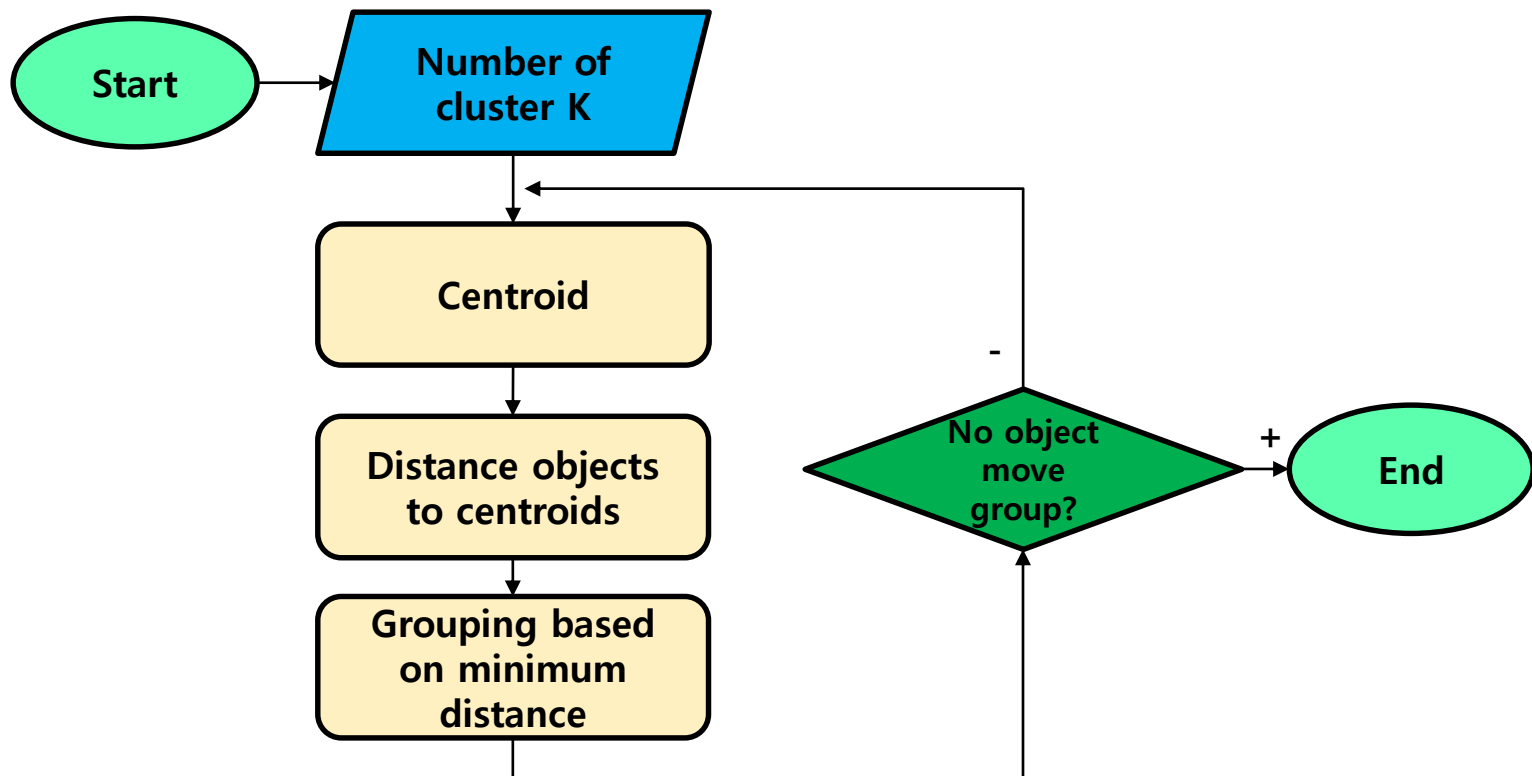 Start
Number of
cluster K
Centroid
Distance objects
to centroids
Grouping based
on minimum
distance
-
No object
move
group?
+
End